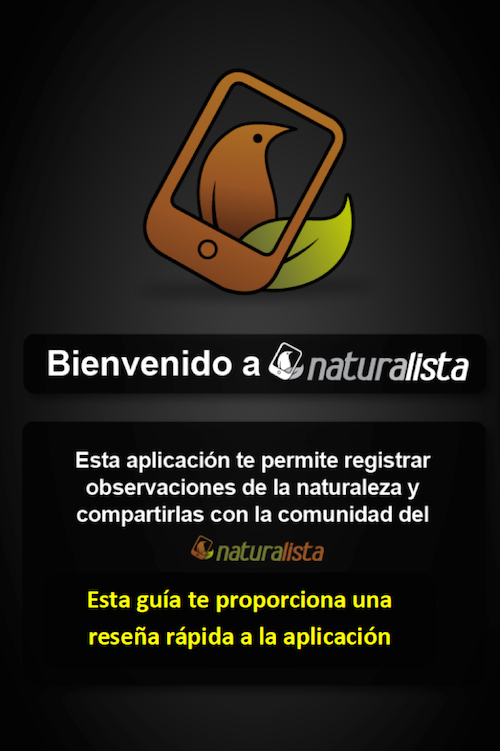 Bienvenido a naturalista
Esta aplicación te permite registrar
observaciones de la naturaleza y
compartirlas con la comunidad del
naturalista
Esta guía te proporciona una
reseña rápida a la aplicación